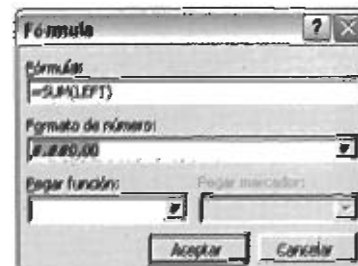 Fórmula
Fórmula:
=SUM(LEFT)
Formato de número:
#.##0,00
Pegar función: Pegar marcador:
Aceptar Cancelar